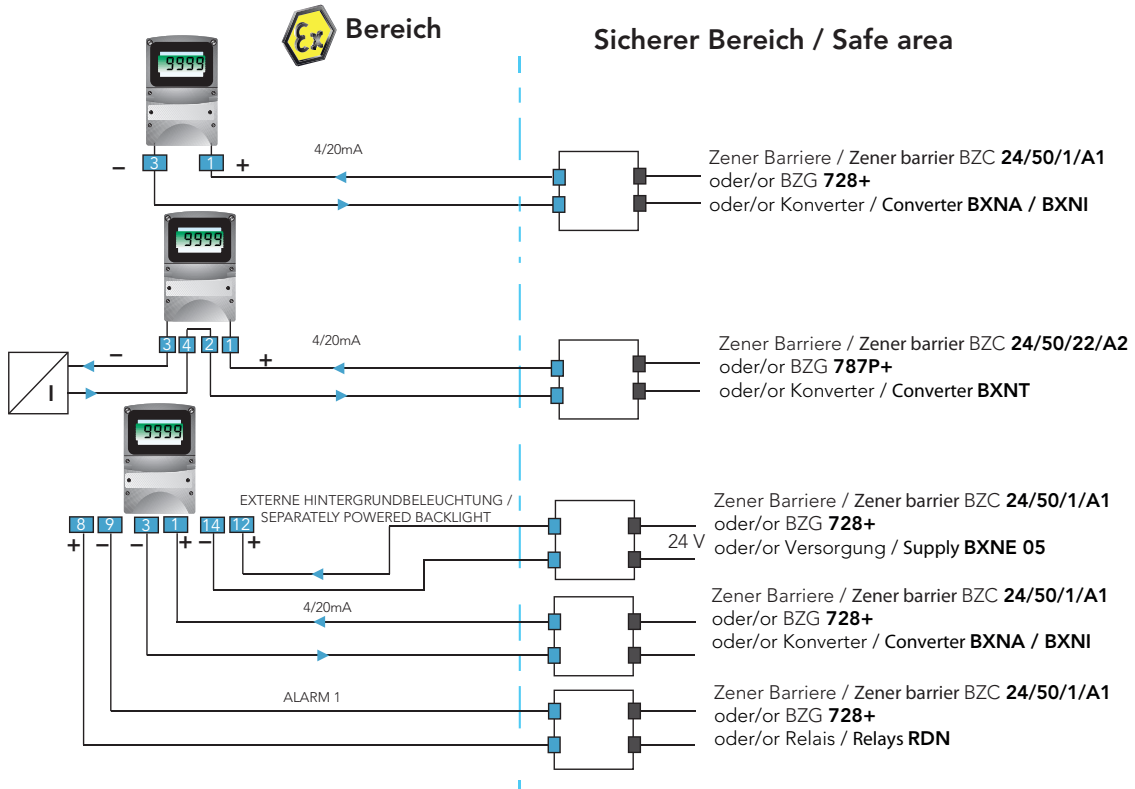 Ex Bereich
Sicherer Bereich / Safe area
9999
4/20mA
− 3 1 +
Zener Barriere / Zener barrier BZC 24/50/1/A1
oder/or BZG 728+
oder/or Konverter / Converter BXNA / BXNI
9999
4/20mA
− 3 4 2 1 +
I
Zener Barriere / Zener barrier BZC 24/50/22/A2
oder/or BZG 787P+
oder/or Konverter / Converter BXNT
9999
EXTERNE HINTERGRUNDBELEUCHTUNG /
SEPARATELY POWERED BACKLIGHT
8 9 3 1 14 12
+ − − + − +
24 V
Zener Barriere / Zener barrier BZC 24/50/1/A1
oder/or BZG 728+
oder/or Versorgung / Supply BXNE 05
4/20mA
Zener Barriere / Zener barrier BZC 24/50/1/A1
oder/or BZG 728+
oder/or Konverter / Converter BXNA / BXNI
ALARM 1
Zener Barriere / Zener barrier BZC 24/50/1/A1
oder/or BZG 728+
oder/or Relais / Relays RDN